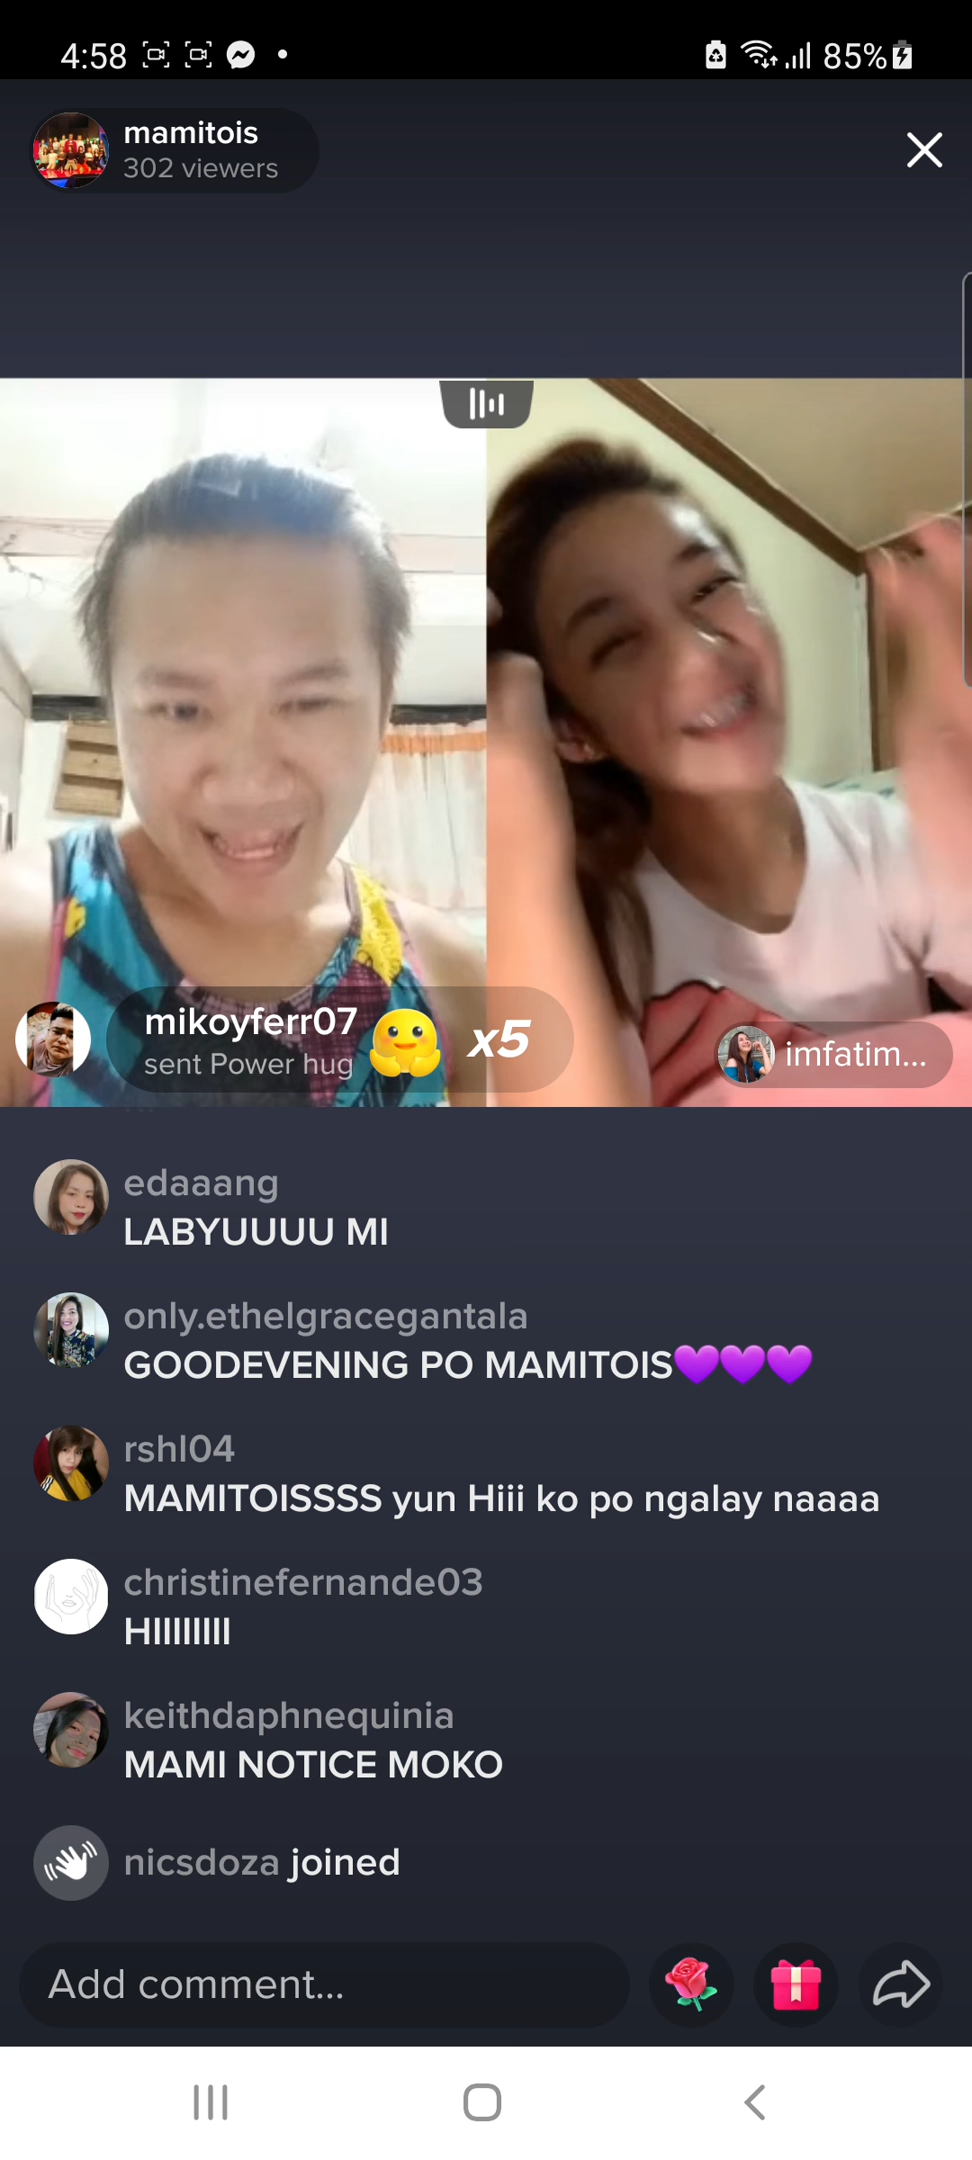 4:58
85%
mamitois
302 viewers
mikoyferr07
sent Power hug
x5
imfatim...
edaaang
LABYUUUU MI
only.ethelgracegantala
GOODEVENING PO MAMITOIS💜💜💜
rshl04
MAMITOISSSS yun Hiii ko po ngalay naaaa
christinefernande03
HIIIIIIII
keithdaphnequinia
MAMI NOTICE MOKO
nicsdoza joined
Add comment...